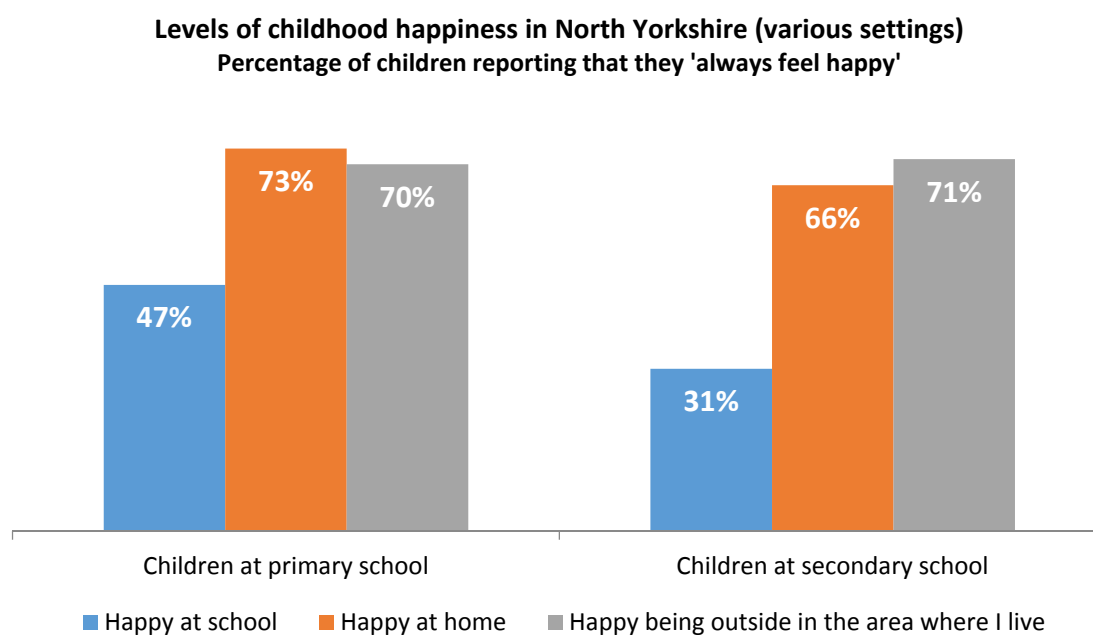 Levels of childhood happiness in North Yorkshire (various settings)
Percentage of children reporting that they 'always feel happy'
47%
73%
70%
31%
66%
71%
Children at primary school
Children at secondary school
Happy at school
Happy at home
Happy being outside in the area where I live